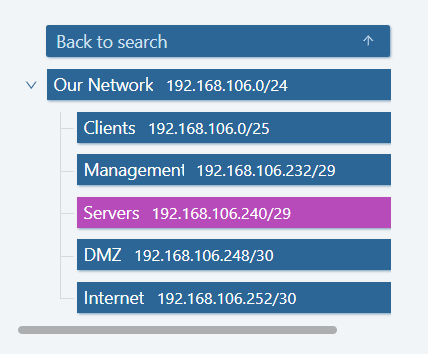 Back to search
Our Network 192.168.106.0/24
Clients 192.168.106.0/25
Management 192.168.106.232/29
Servers 192.168.106.240/29
DMZ 192.168.106.248/30
Internet 192.168.106.252/30